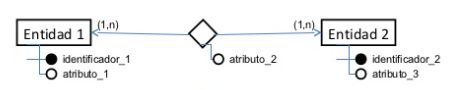 (1,n) (1,n)
Entidad 1 Entidad 2
identificador_1 atributo_2 identificador_2
atributo_1 atributo_3